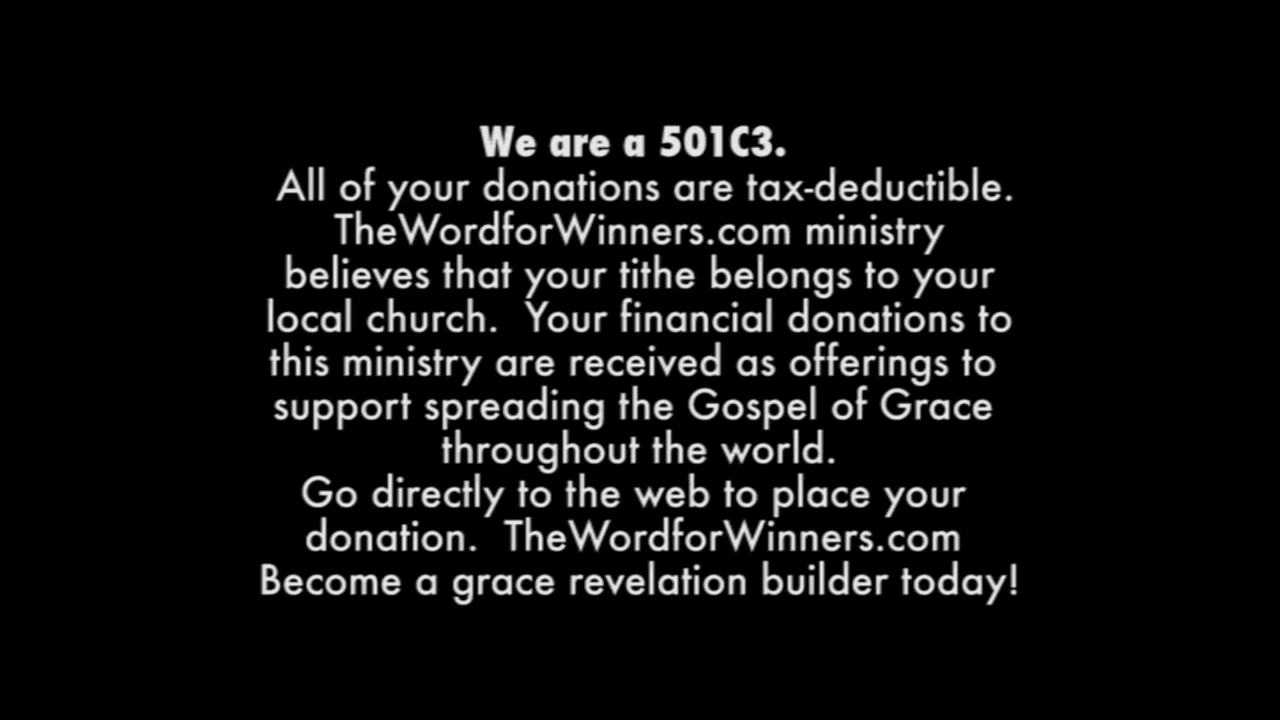 We are a 501C3.
All of your donations are tax-deductible.
TheWordforWinners.com ministry
believes that your tithe belongs to your
local church.  Your financial donations to
this ministry are received as offerings to
support spreading the Gospel of Grace
throughout the world.
Go directly to the web to place your
donation.  TheWordforWinners.com
Become a grace revelation builder today!